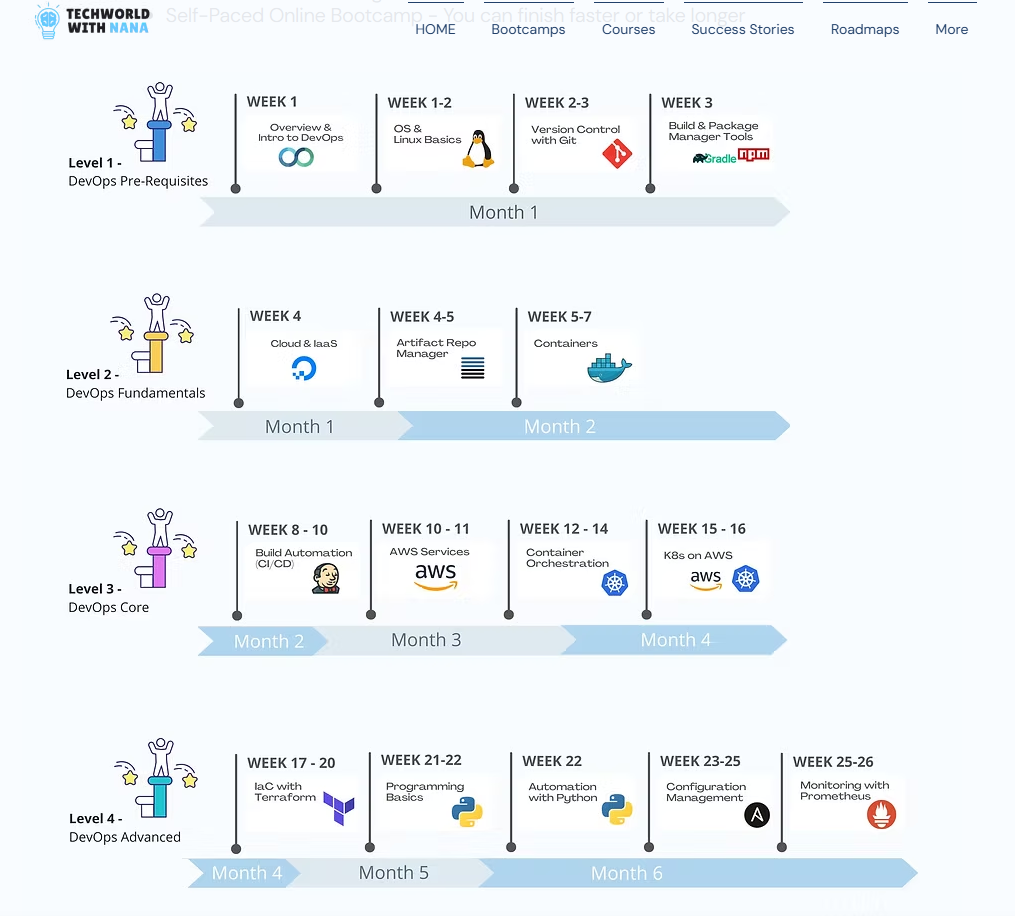 Self-Paced Online Bootcamp - You can finish faster or take longer
TECHWORLD
WITH NANA
HOME
Bootcamps
Courses
Success Stories
Roadmaps
More
Level 1 -
DevOps Pre-Requisites
WEEK 1
Overview &
Intro to DevOps
WEEK 1-2
OS &
Linux Basics
WEEK 2-3
Version Control
with Git
WEEK 3
Build & Package
Manager Tools
Gradle
npm
Month 1
Level 2 -
DevOps Fundamentals
WEEK 4
Cloud & IaaS
WEEK 4-5
Artifact Repo
Manager
WEEK 5-7
Containers
Month 1
Month 2
Level 3 -
DevOps Core
WEEK 8 - 10
Build Automation
(CI/CD)
WEEK 10 - 11
AWS Services
aws
WEEK 12 - 14
Container
Orchestration
WEEK 15 - 16
K8s on AWS
aws
Month 2
Month 3
Month 4
Level 4 -
DevOps Advanced
WEEK 17 - 20
IaC with
Terraform
WEEK 21-22
Programming
Basics
WEEK 22
Automation
with Python
WEEK 23-25
Configuration
Management
WEEK 25-26
Monitoring with
Prometheus
Month 4
Month 5
Month 6